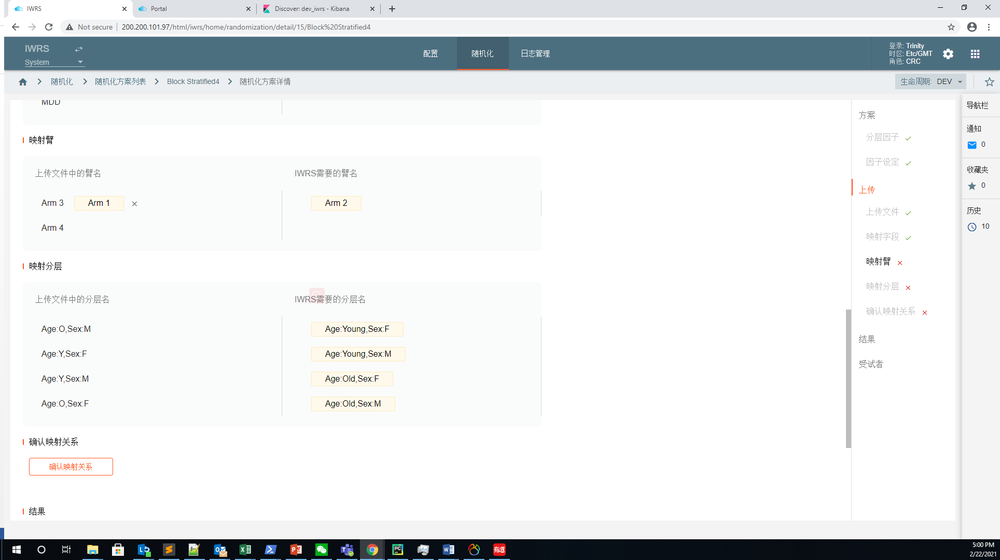 IWRS
Portal
Discover: dev_iwrs - Kibana
Not secure
200.200.101.97/html/iwrs/home/randomization/detail/15/Block%20Stratified4
IWRS
System
配置
随机化
日志管理
登录: Trinity
时区: Etc/GMT
角色: CRC
随机化
随机化方案列表
Block Stratified4
随机化方案详情
生命周期: DEV
MDD
映射臂
上传文件中的臂名
IWRS需要的臂名
Arm 3
Arm 1
Arm 2
Arm 4
映射分层
上传文件中的分层名
IWRS需要的分层名
Age:O,Sex:M
Age:Young,Sex:F
Age:Y,Sex:F
Age:Young,Sex:M
Age:Y,Sex:M
Age:Old,Sex:F
Age:O,Sex:F
Age:Old,Sex:M
确认映射关系
确认映射关系
结果
方案
分层因子
因子设定
上传
上传文件
映射字段
映射臂
映射分层
确认映射关系
结果
受试者
导航栏
通知
0
收藏夹
0
历史
10
有道
5:00 PM
2/22/2021